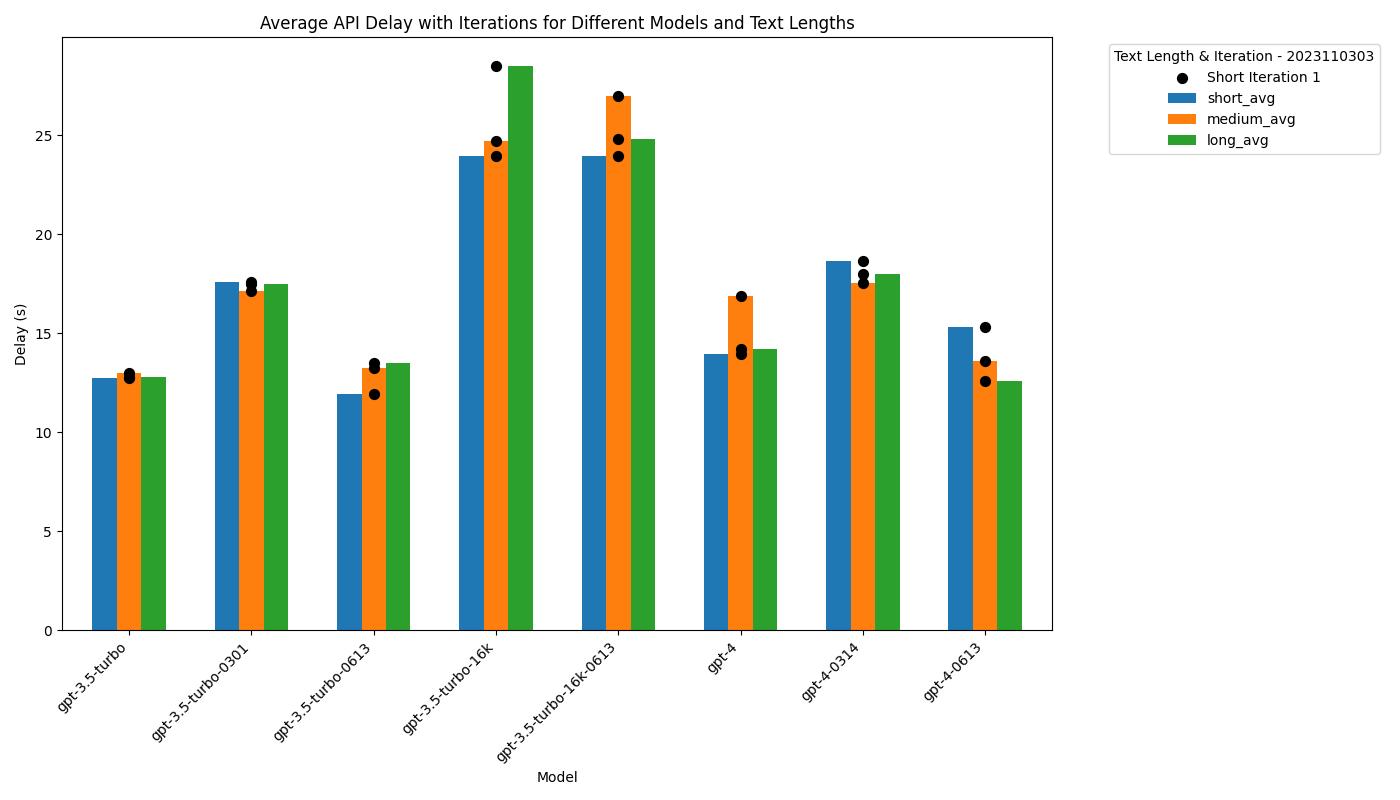 Average API Delay with Iterations for Different Models and Text Lengths
Text Length & Iteration - 2023110303
Short Iteration 1
short_avg
medium_avg
long_avg
Delay (s)
25
20
15
10
5
0
gpt-3.5-turbo
gpt-3.5-turbo-0301
gpt-3.5-turbo-0613
gpt-3.5-turbo-16k
gpt-3.5-turbo-16k-0613
gpt-4
gpt-4-0314
gpt-4-0613
Model